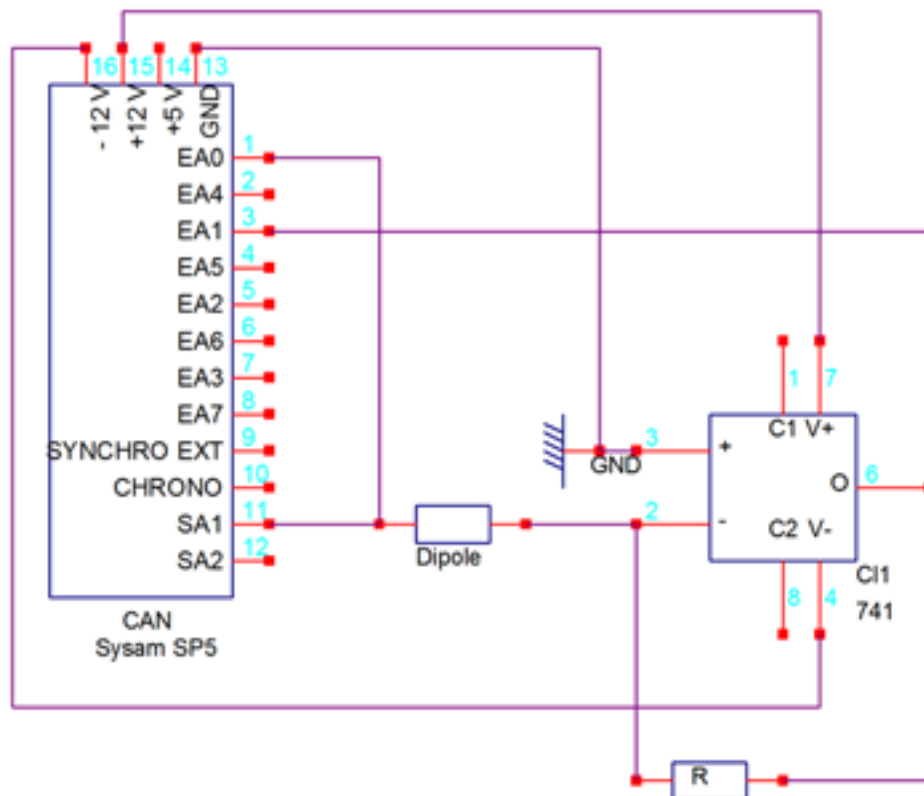 16 15 14 13
- 12 V +12 V +5 V GND
EA0 1
EA4 2
EA1 3
EA5 4
EA2 5
EA6 6
EA3 7
EA7 8
SYNCHRO EXT 9
CHRONO 10
SA1 11
SA2 12
CAN
Sysam SP5
Dipole
GND
1 7
C1 V+
3 +
O 6
2 -
C2 V-
8 4
CI1
741
R